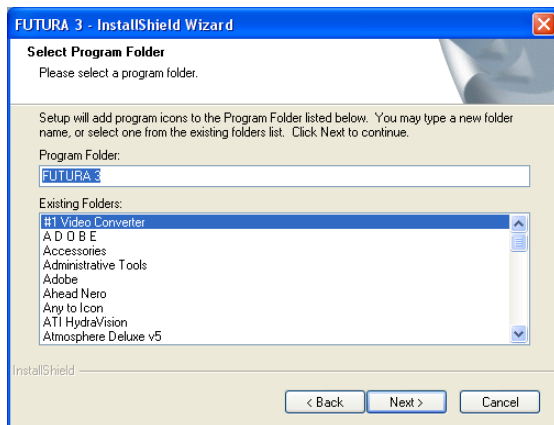 FUTURA 3 - InstallShield Wizard
Select Program Folder
Please select a program folder.
Setup will add program icons to the Program Folder listed below. You may type a new folder
name, or select one from the existing folders list. Click Next to continue.
Program Folder:
FUTURA 3
Existing Folders:
#1 Video Converter
A D O B E
Accessories
Administrative Tools
Adobe
Ahead Nero
Any to Icon
ATI HydraVision
Atmosphere Deluxe v5
InstallShield
< Back Next > Cancel